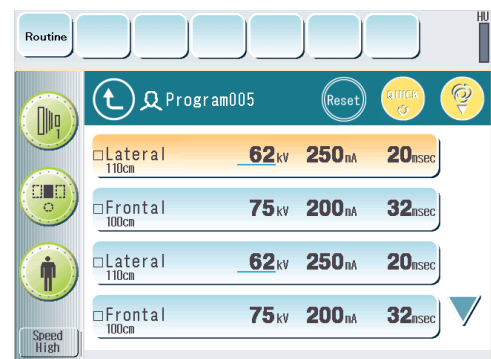 Routine
HU
Program005
Reset
QUICK
1
□Lateral 62kV 250mA 20msec
110cm
□Frontal 75kV 200mA 32msec
100cm
□Lateral 62kV 250mA 20msec
110cm
□Frontal 75kV 200mA 32msec
100cm
Speed
High